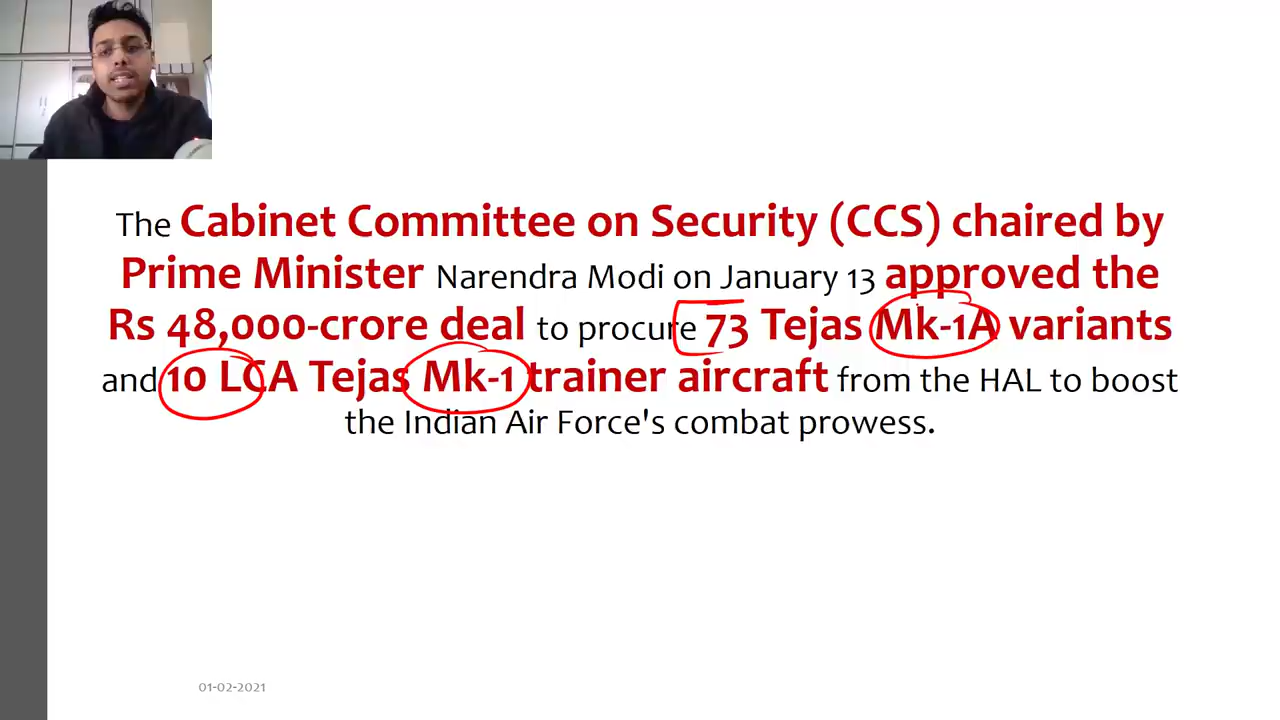 The Cabinet Committee on Security (CCS) chaired by
Prime Minister Narendra Modi on January 13 approved the
Rs 48,000-crore deal to procure 73 Tejas Mk-1A variants
and 10 LCA Tejas Mk-1 trainer aircraft from the HAL to boost
the Indian Air Force's combat prowess.
01-02-2021